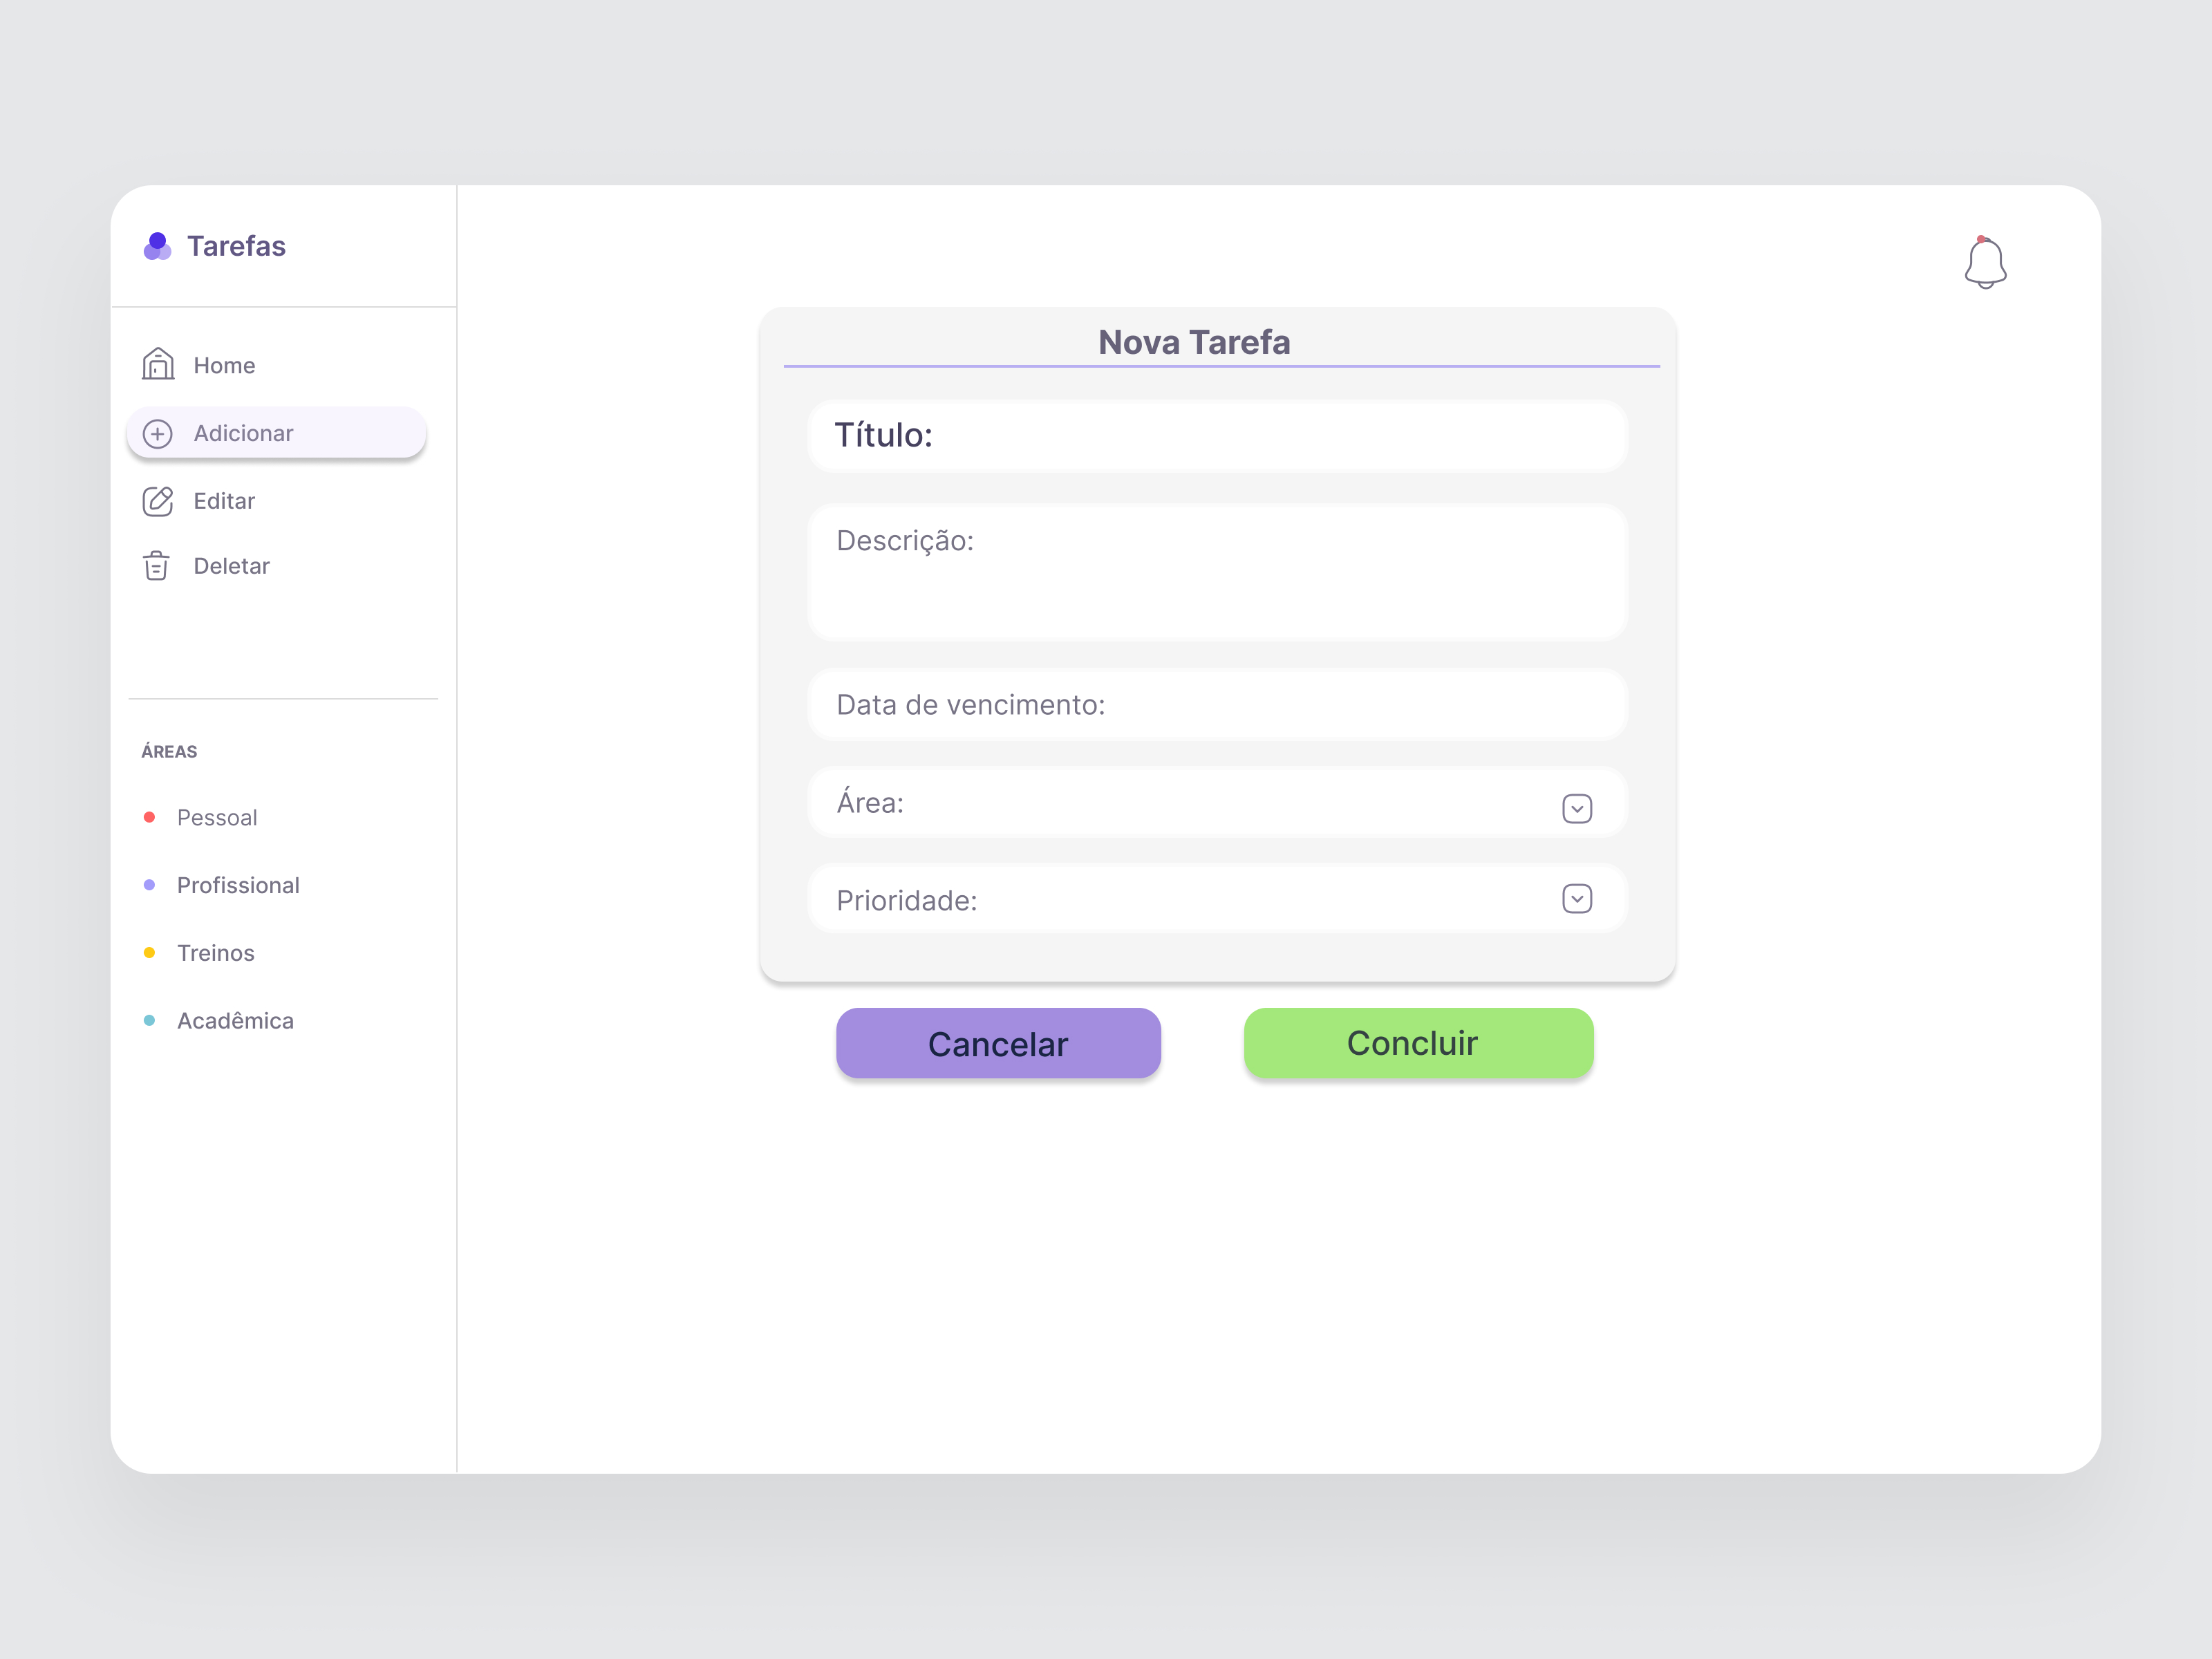 Tarefas
Home
Adicionar
Editar
Deletar
ÁREAS
Pessoal
Profissional
Treinos
Acadêmica
Nova Tarefa
Título:
Descrição:
Data de vencimento:
Área:
Prioridade:
Cancelar
Concluir